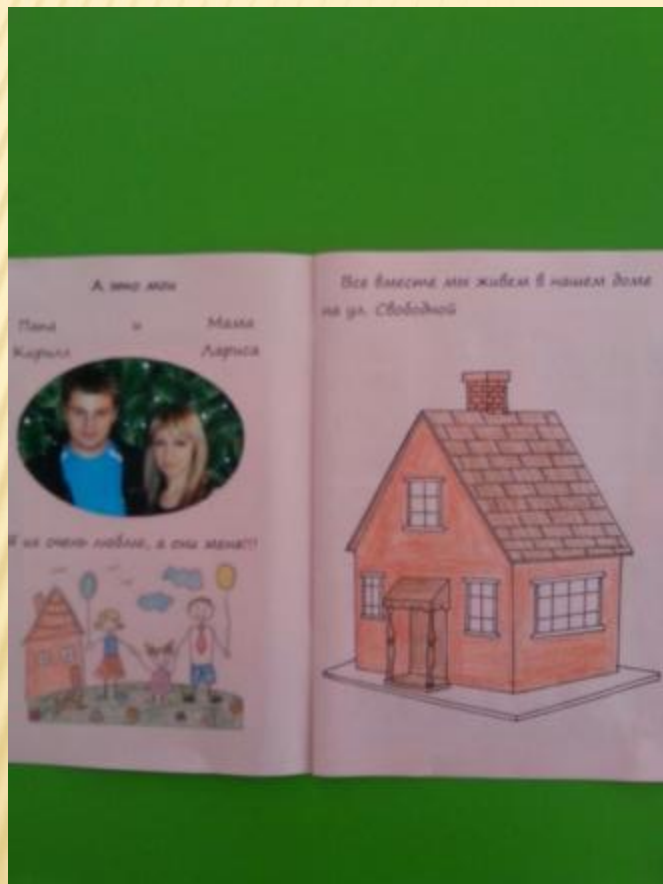 А это мои
Папа и Мама
Кирилл Лариса
Я их очень люблю, а они меня!!!
Все вместе мы живем в нашем доме
на ул. Свободной